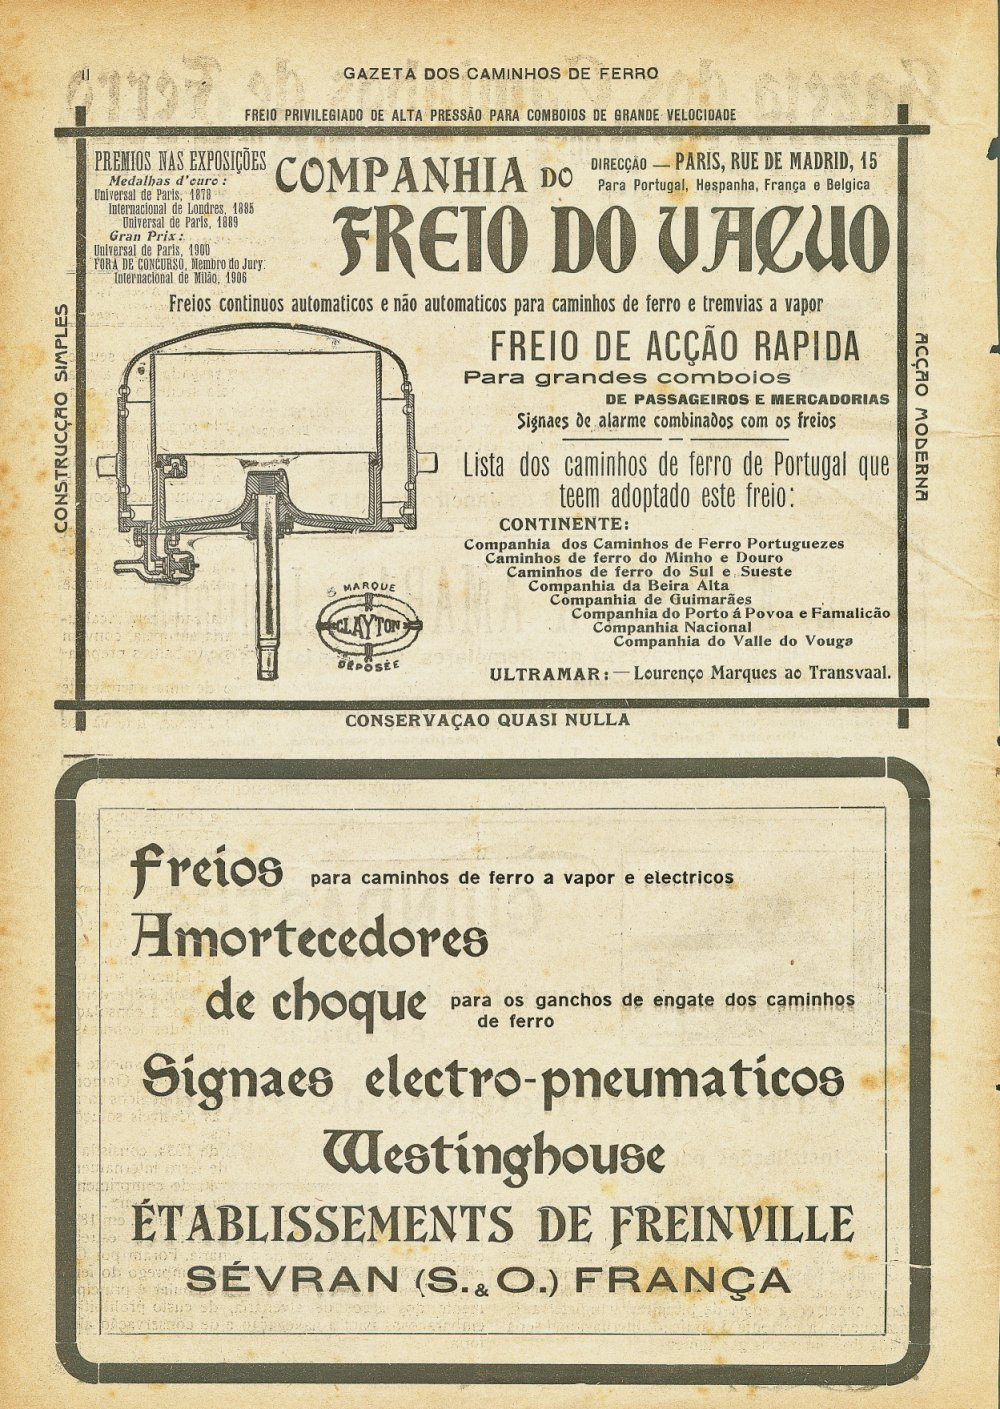 II
GAZETA DOS CAMINHOS DE FERRO
FREIO PRIVILEGIADO DE ALTA PRESSÃO PARA COMBOIOS DE GRANDE VELOCIDADE
PREMIOS NAS EXPOSIÇÕES
Medalhas d'ouro:
Universal de Paris, 1878
Internacional de Londres, 1885
Universal de Paris, 1889
Gran Prix:
Universal de Paris, 1900
FORA DE CONCURSO, Membro do Jury:
Internacional de Milão, 1906
COMPANHIA DO
FREIO DO VACUO
DIRECÇÃO — PARIS, RUE DE MADRID, 15
Para Portugal, Hespanha, França e Belgica
Freios continuos automaticos e não automaticos para caminhos de ferro e tremvias a vapor
CONSTRUCÇÃO SIMPLES
FREIO DE ACÇÃO RAPIDA
Para grandes comboios
DE PASSAGEIROS E MERCADORIAS
Signaes de alarme combinados com os freios
ACÇÃO MODERNA
Lista dos caminhos de ferro de Portugal que
teem adoptado este freio:
CONTINENTE:
Companhia dos Caminhos de Ferro Portuguezes
Caminhos de ferro do Minho e Douro
Caminhos de ferro do Sul e Sueste
Companhia da Beira Alta
Companhia de Guimarães
Companhia do Porto á Povoa e Famalicão
Companhia Nacional
Companhia do Valle do Vouga
ULTRAMAR: — Lourenço Marques ao Transvaal.
MARQUE
CLAYTON
DÉPOSÉE
CONSERVAÇAO QUASI NULLA
Freios para caminhos de ferro a vapor e electricos
Amortecedores
de choque para os ganchos de engate dos caminhos
de ferro
Signaes electro-pneumaticos
Westinghouse
ÉTABLISSEMENTS DE FREINVILLE
SÉVRAN (S. & O.) FRANÇA